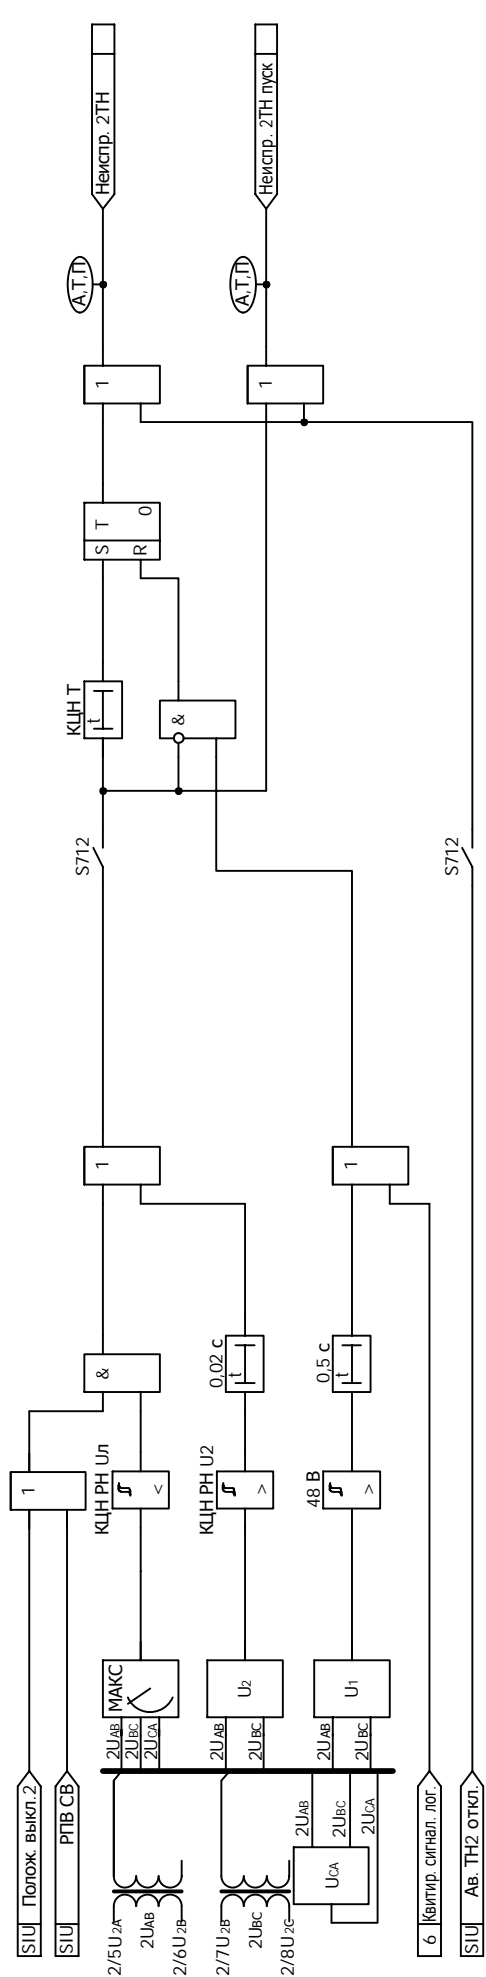 Неиспр. 2ТН
Неиспр. 2ТН пуск
А,Т,П
А,Т,П
1
1
S T 0
R
КЦН Т
t
&
S712
S712
1
1
&
0,02 с
t
0,5 с
t
1
КЦН РН Uл
<
КЦН РН U2
>
48 В
>
МАКС
U2
U1
2UAB
2UBC
2UCA
2UAB
2UBC
2UAB
2UBC
2UAB
2UBC
2UCA
UCA
SIU Полож. выкл.2
SIU РПВ СВ
2/5U2A
2UAB
2/6U2B
2/7U2B
2UBC
2/8U2C
6 Квитир. сигнал. лог.
SIU Ав. ТН2 откл.